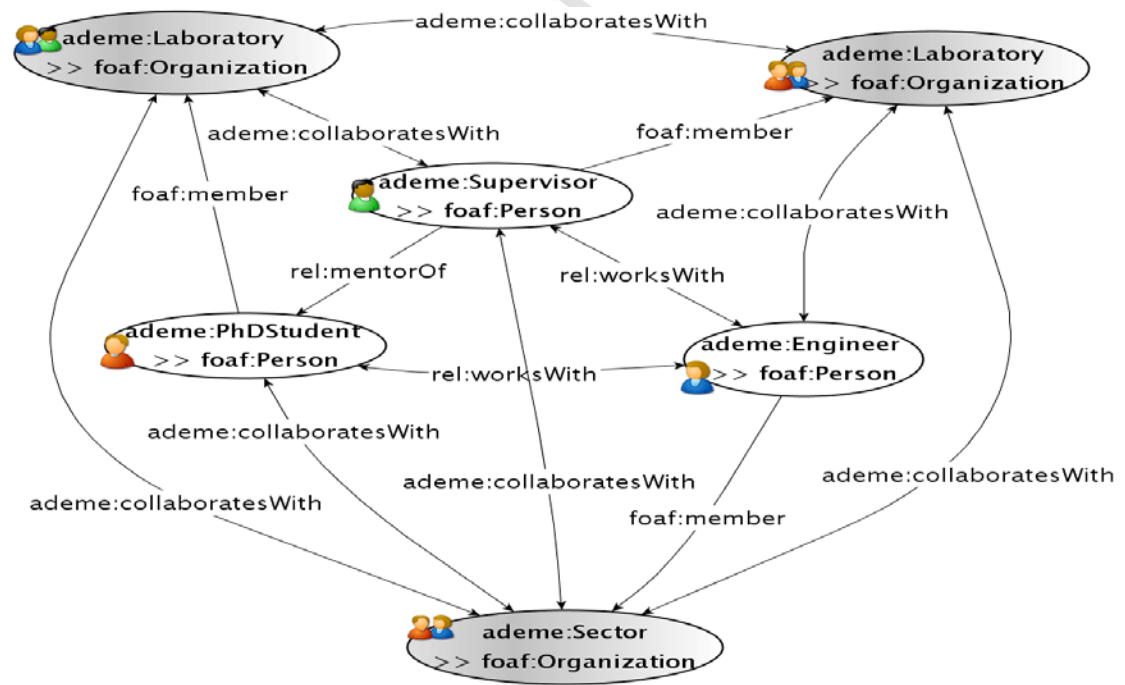 ademe:collaboratesWith
ademe:Laboratory
>> foaf:Organization
ademe:Laboratory
>> foaf:Organization
ademe:collaboratesWith
foaf:member
foaf:member
ademe:Supervisor
>> foaf:Person
ademe:collaboratesWith
rel:mentorOf
rel:worksWith
ademe:PhDStudent
>> foaf:Person
ademe:Engineer
>> foaf:Person
rel:worksWith
ademe:collaboratesWith
ademe:collaboratesWith
ademe:collaboratesWith
ademe:collaboratesWith
foaf:member
ademe:Sector
>> foaf:Organization